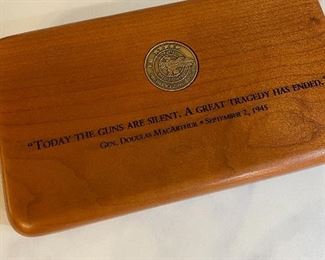 "Today the guns are silent. A great tragedy has ended."
Gen. Douglas MacArthur • September 2, 1945